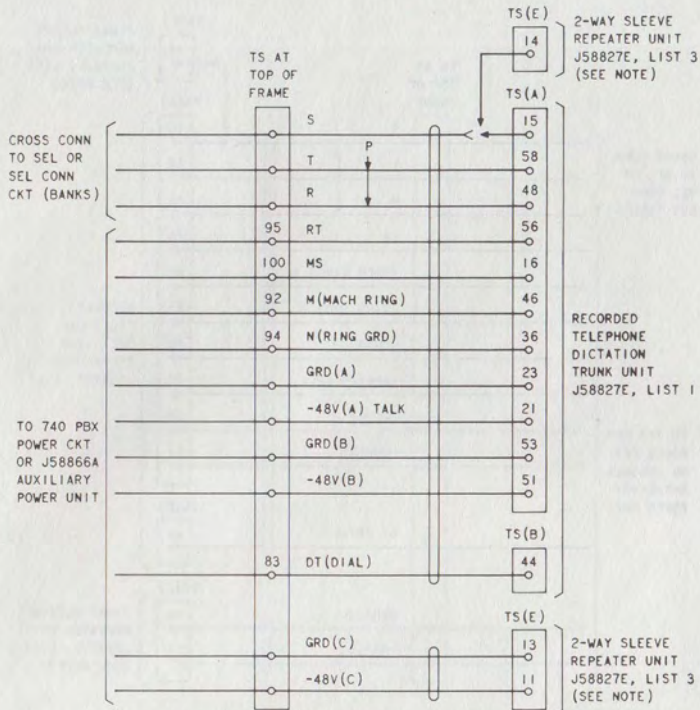 TS(E)
14
2-WAY SLEEVE
REPEATER UNIT
J58827E, LIST 3
(SEE NOTE)
TS AT
TOP OF
FRAME
TS(A)
CROSS CONN
TO SEL OR
SEL CONN
CKT (BANKS)
S
15
P
T
58
R
48
95 RT 56
100 MS 16
92 M(MACH RING) 46
94 N(RING GRD) 36
GRD(A) 23
-48V(A) TALK 21
GRD(B) 53
-48V(B) 51
RECORDED
TELEPHONE
DICTATION
TRUNK UNIT
J58827E, LIST 1
TO 740 PBX
POWER CKT
OR J58866A
AUXILIARY
POWER UNIT
TS(B)
83 DT(DIAL) 44
TS(E)
GRD(C) 13
-48V(C) 11
2-WAY SLEEVE
REPEATER UNIT
J58827E, LIST 3
(SEE NOTE)